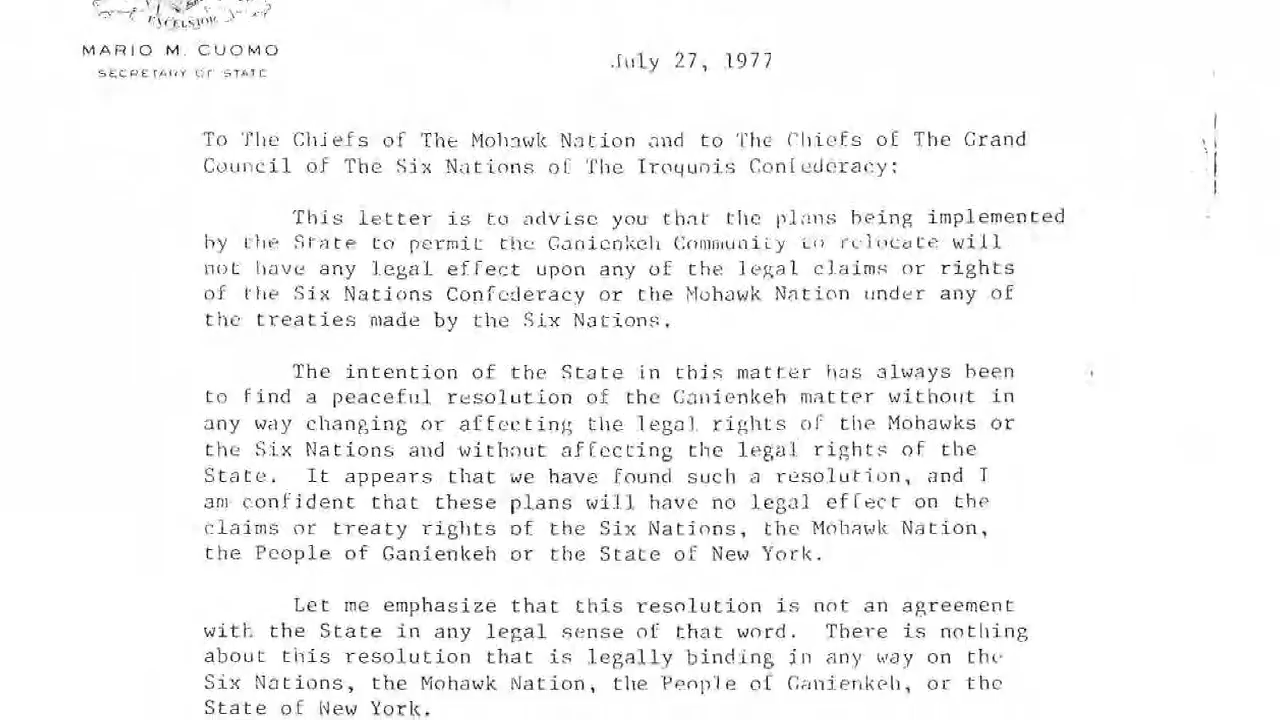 EXCELSIOR
MARIO M. CUOMO
SECRETARY OF STATE
July 27, 1977
To The Chiefs of The Mohawk Nation and to The Chiefs of The Grand
Council of The Six Nations of The Iroquois Confederacy:
This letter is to advise you that the plans being implemented
by the State to permit the Ganienkeh Community to relocate will
not have any legal effect upon any of the legal claims or rights
of the Six Nations Confederacy or the Mohawk Nation under any of
the treaties made by the Six Nations.
The intention of the State in this matter has always been
to find a peaceful resolution of the Ganienkeh matter without in
any way changing or affecting the legal rights of the Mohawks or
the Six Nations and without affecting the legal rights of the
State. It appears that we have found such a resolution, and I
am confident that these plans will have no legal effect on the
claims or treaty rights of the Six Nations, the Mohawk Nation,
the People of Ganienkeh or the State of New York.
Let me emphasize that this resolution is not an agreement
with the State in any legal sense of that word. There is nothing
about this resolution that is legally binding in any way on the
Six Nations, the Mohawk Nation, the People of Ganienkeh, or the
State of New York.